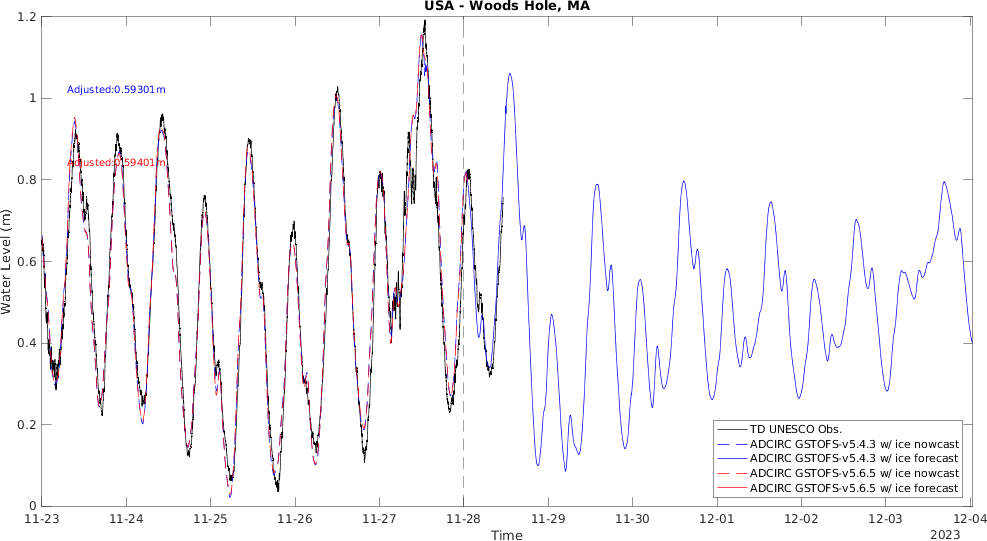 USA - Woods Hole, MA
1.2
1
0.8
0.6
0.4
0.2
0
Water Level (m)
Adjusted:0.59301m
Adjusted:0.59401m
TD UNESCO Obs.
ADCIRC GSTOFS-v5.4.3 w/ ice nowcast
ADCIRC GSTOFS-v5.4.3 w/ ice forecast
ADCIRC GSTOFS-v5.6.5 w/ ice nowcast
ADCIRC GSTOFS-v5.6.5 w/ ice forecast
11-23 11-24 11-25 11-26 11-27 11-28 11-29 11-30 12-01 12-02 12-03 12-04
Time
2023